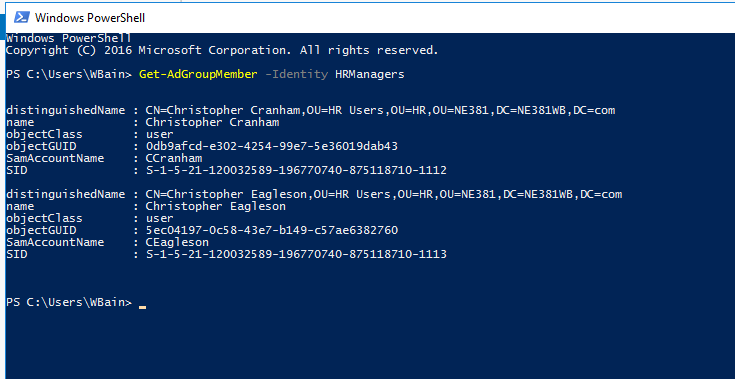 Windows PowerShell
Windows PowerShell
Copyright (C) 2016 Microsoft Corporation. All rights reserved.
PS C:\Users\WBain> Get-AdGroupMember -Identity HRManagers
distinguishedName : CN=Christopher Cranham,OU=HR Users,OU=HR,OU=NE381,DC=NE381WB,DC=com
name              : Christopher Cranham
objectClass       : user
objectGUID        : 0db9afcd-e302-4254-99e7-5e36019dab43
SamAccountName    : CCranham
SID               : S-1-5-21-120032589-196770740-875118710-1112
distinguishedName : CN=Christopher Eagleson,OU=HR Users,OU=HR,OU=NE381,DC=NE381WB,DC=com
name              : Christopher Eagleson
objectClass       : user
objectGUID        : 5ec04197-0c58-43e7-b149-c57ae6382760
SamAccountName    : CEagleson
SID               : S-1-5-21-120032589-196770740-875118710-1113
PS C:\Users\WBain> _